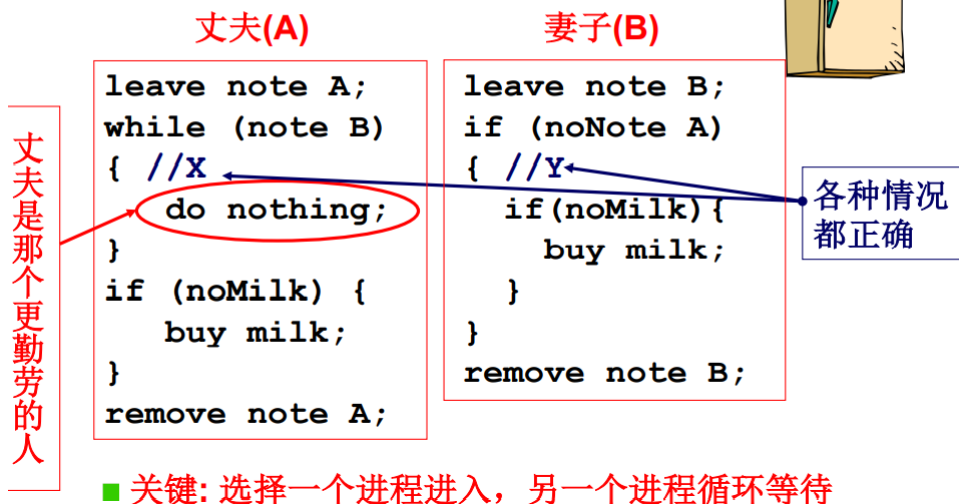 丈夫(A)
妻子(B)
丈夫是那个更勤劳的人
leave note A;
while (note B)
{ //X
do nothing;
}
if (noMilk) {
buy milk;
}
remove note A;
leave note B;
if (noNote A)
{ //Y
if(noMilk){
buy milk;
}
}
remove note B;
各种情况
都正确
关键: 选择一个进程进入，另一个进程循环等待